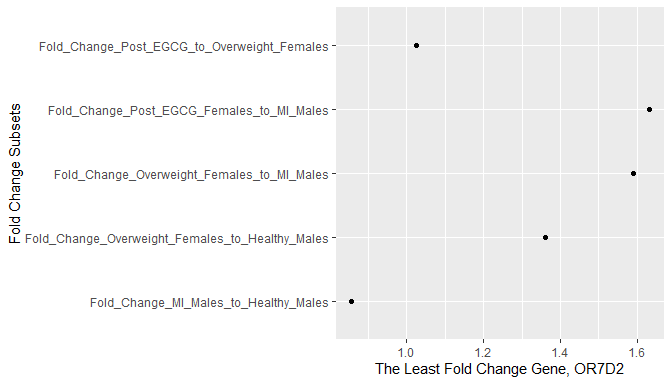 Fold Change Subsets
Fold_Change_Post_EGCG_to_Overweight_Females
Fold_Change_Post_EGCG_Females_to_MI_Males
Fold_Change_Overweight_Females_to_MI_Males
Fold_Change_Overweight_Females_to_Healthy_Males
Fold_Change_MI_Males_to_Healthy_Males
1.0 1.2 1.4 1.6
The Least Fold Change Gene, OR7D2